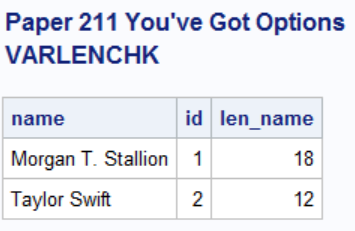 Paper 211 You've Got Options
VARLENCHK
name id len_name
Morgan T. Stallion 1 18
Taylor Swift 2 12